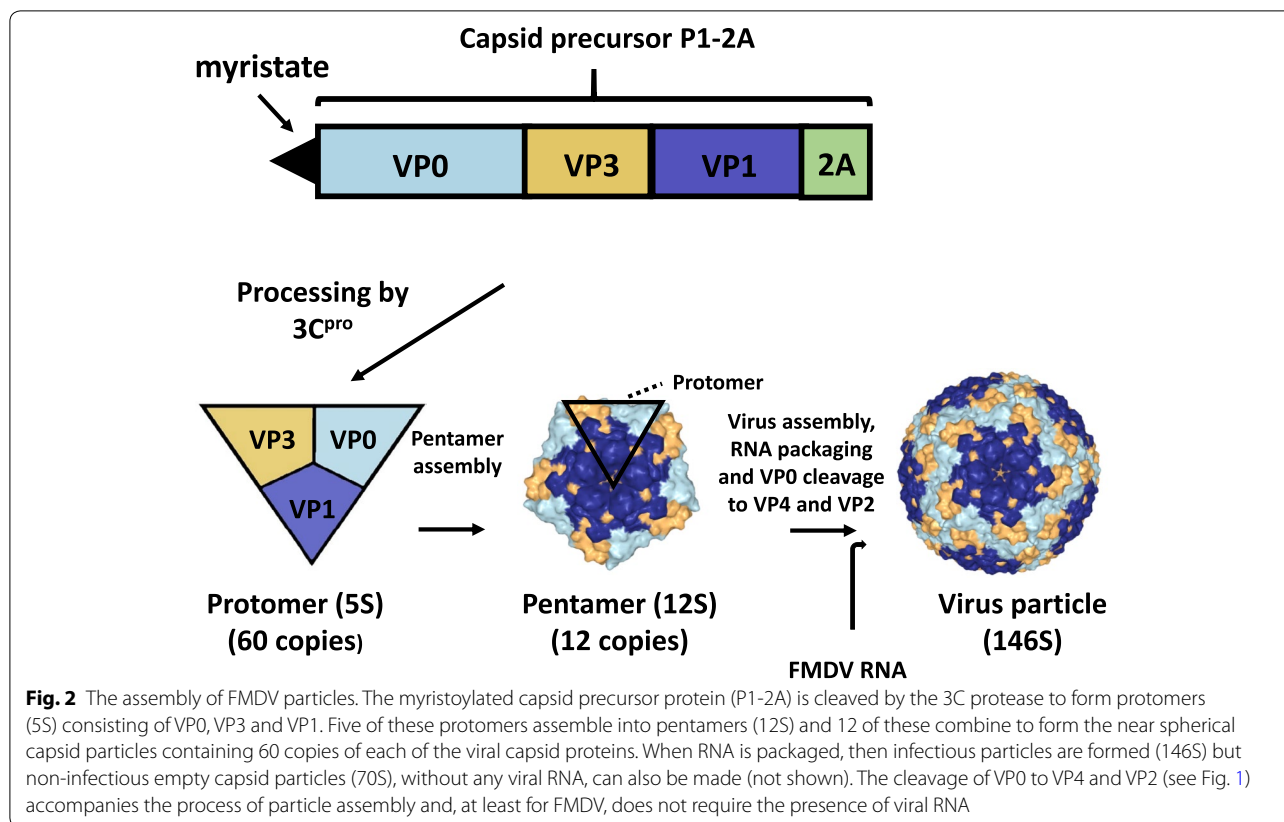 Capsid precursor P1-2A
myristate
VP0
VP3
VP1
2A
Processing by
3Cᵖʳᵒ
VP3
VP0
VP1
Pentamer
assembly
Protomer
Virus assembly,
RNA packaging
and VP0 cleavage
to VP4 and VP2
Protomer (5S)
(60 copies)
Pentamer (12S)
(12 copies)
Virus particle
(146S)
FMDV RNA
Fig. 2 The assembly of FMDV particles. The myristoylated capsid precursor protein (P1-2A) is cleaved by the 3C protease to form protomers
(5S) consisting of VP0, VP3 and VP1. Five of these protomers assemble into pentamers (12S) and 12 of these combine to form the near spherical
capsid particles containing 60 copies of each of the viral capsid proteins. When RNA is packaged, then infectious particles are formed (146S) but
non-infectious empty capsid particles (70S), without any viral RNA, can also be made (not shown). The cleavage of VP0 to VP4 and VP2 (see Fig. 1)
accompanies the process of particle assembly and, at least for FMDV, does not require the presence of viral RNA